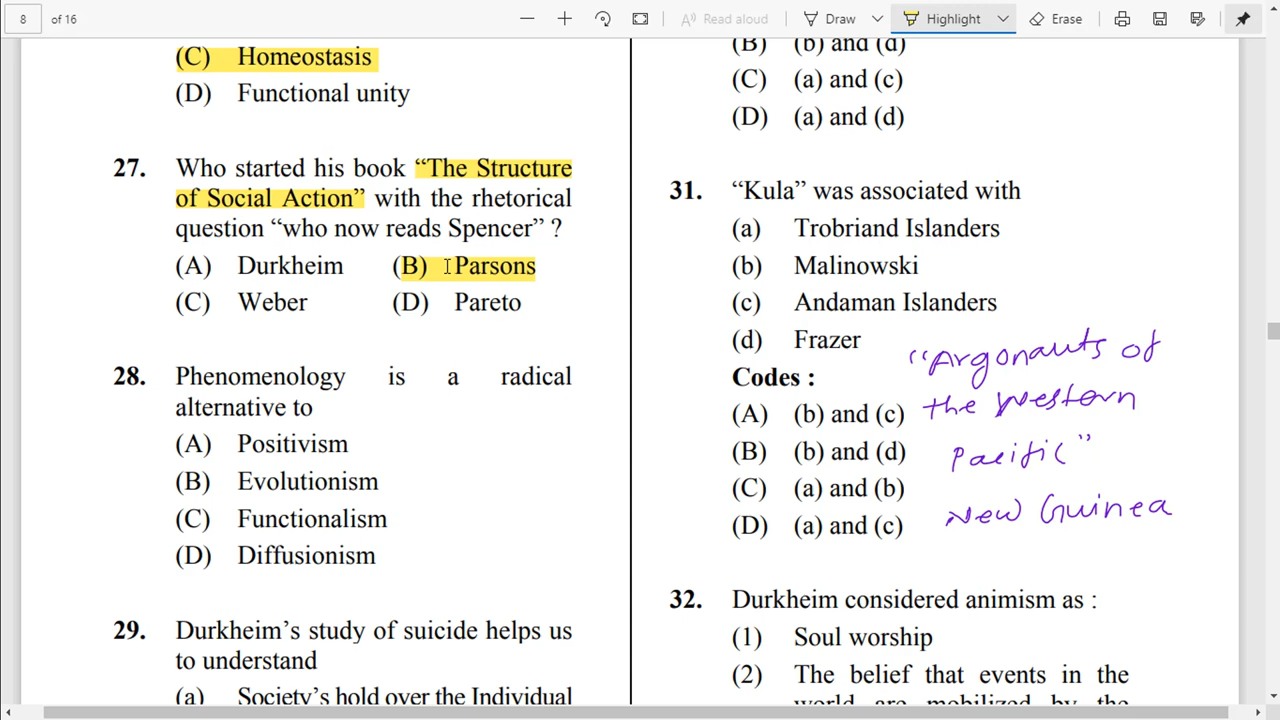 8 of 16
Read aloud
Draw
Highlight
Erase
(C) Homeostasis
(D) Functional unity
27. Who started his book “The Structure
of Social Action” with the rhetorical
question “who now reads Spencer” ?
(A) Durkheim (B) Parsons
(C) Weber (D) Pareto
28. Phenomenology is a radical
alternative to
(A) Positivism
(B) Evolutionism
(C) Functionalism
(D) Diffusionism
29. Durkheim’s study of suicide helps us
to understand
(a) Society’s hold over the Individual
(B) (b) and (d)
(C) (a) and (c)
(D) (a) and (d)
31. “Kula” was associated with
(a) Trobriand Islanders
(b) Malinowski
(c) Andaman Islanders
(d) Frazer
Codes :
(A) (b) and (c)
(B) (b) and (d)
(C) (a) and (b)
(D) (a) and (c)
“Argonauts of
the Western
Pacific”
New Guinea
32. Durkheim considered animism as :
(1) Soul worship
(2) The belief that events in the
world are mobilized by the